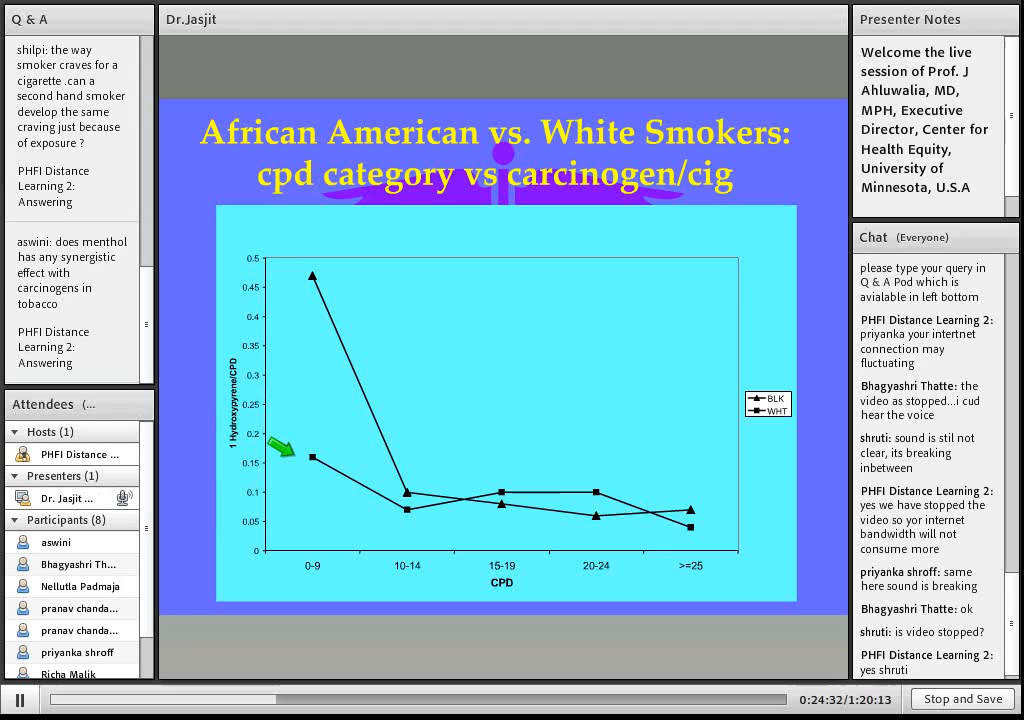 Q & A
shilpi: the way
smoker craves for a
cigarette .can a
second hand smoker
develop the same
craving just because
of exposure ?
PHFI Distance
Learning 2:
Answering
aswini: does menthol
has any synergistic
effect with
carcinogens in
tobacco
PHFI Distance
Learning 2:
Answering
Attendees (...
Hosts (1)
PHFI Distance ...
Presenters (1)
Dr. Jasjit ...
Participants (8)
aswini
Bhagyashri Th...
Nellutla Padmaja
pranav chanda...
pranav chanda...
priyanka shroff
Richa Malik
Dr.Jasjit
African American vs. White Smokers:
cpd category vs carcinogen/cig
0.5
0.45
0.4
0.35
0.3
0.25
0.2
0.15
0.1
0.05
0
1 Hydroxypyrene/CPD
0-9 10-14 15-19 20-24 >=25
CPD
BLK
WHT
Presenter Notes
Welcome the live
session of Prof. J
Ahluwalia, MD,
MPH, Executive
Director, Center for
Health Equity,
University of
Minnesota, U.S.A
Chat (Everyone)
please type your query in
Q & A Pod which is
avialable in left bottom
PHFI Distance Learning 2:
priyanka your iinternet
connection may
fluctuating
Bhagyashri Thatte: the
video as stopped...i cud
hear the voice
shruti: sound is stil not
clear, its breaking
inbetween
PHFI Distance Learning 2:
yes we have stopped the
video so yor internet
bandwidth will not
consume more
priyanka shroff: same
here sound is breaking
Bhagyashri Thatte: ok
shruti: is video stopped?
PHFI Distance Learning 2:
yes shruti
0:24:32/1:20:13
Stop and Save